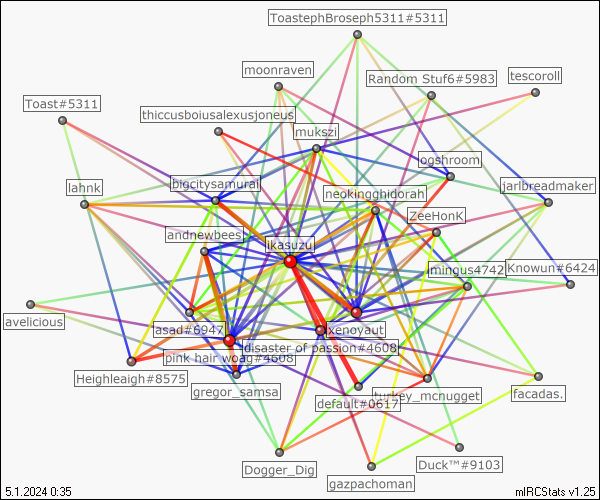 ToastephBroseph5311#5311
moonraven
Random Stuf6#5983
tescoroll
Toast#5311
thiccusboiusalexusjoneus
mukszi
ogshroom
lahnk
bigcitysamurai
neokingghidorah
jarlbreadmaker
ZeeHonK
andnewbees
ikasuzu
mingus4742
Knowun#6424
avelicious
asad#6947
xenoyaut
disaster of passion#4608
pink hair woag#4608
Heighleigh#8575
gregor_samsa
default#0617
turkey_mcnugget
facadas.
Dogger_Dig
Duck™#9103
gazpachoman
5.1.2024 0:35
mIRCStats v1.25